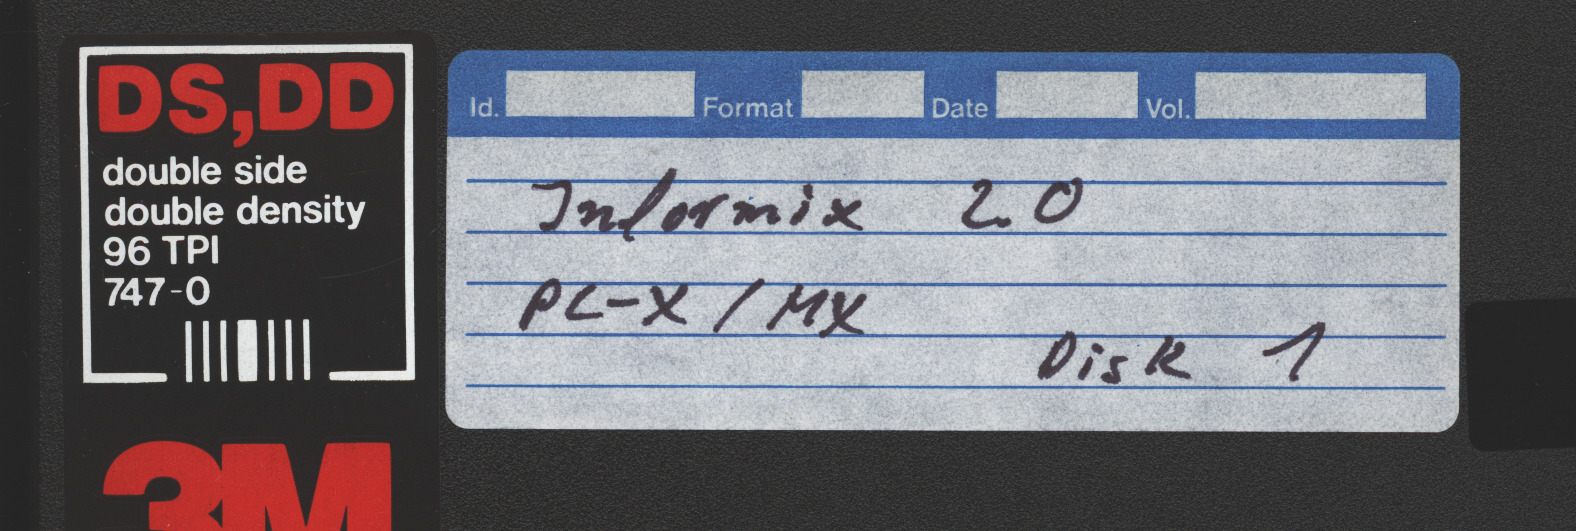 DS,DD
double side
double density
96 TPI
747-0
3M
Id. Format Date Vol.
Informix 2.0
PC-X / MX
Disk 1